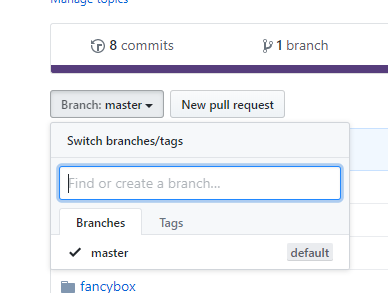 Manage topics
8 commits
1 branch
Branch: master
New pull request
Switch branches/tags
Find or create a branch...
Branches
Tags
master
default
fancybox